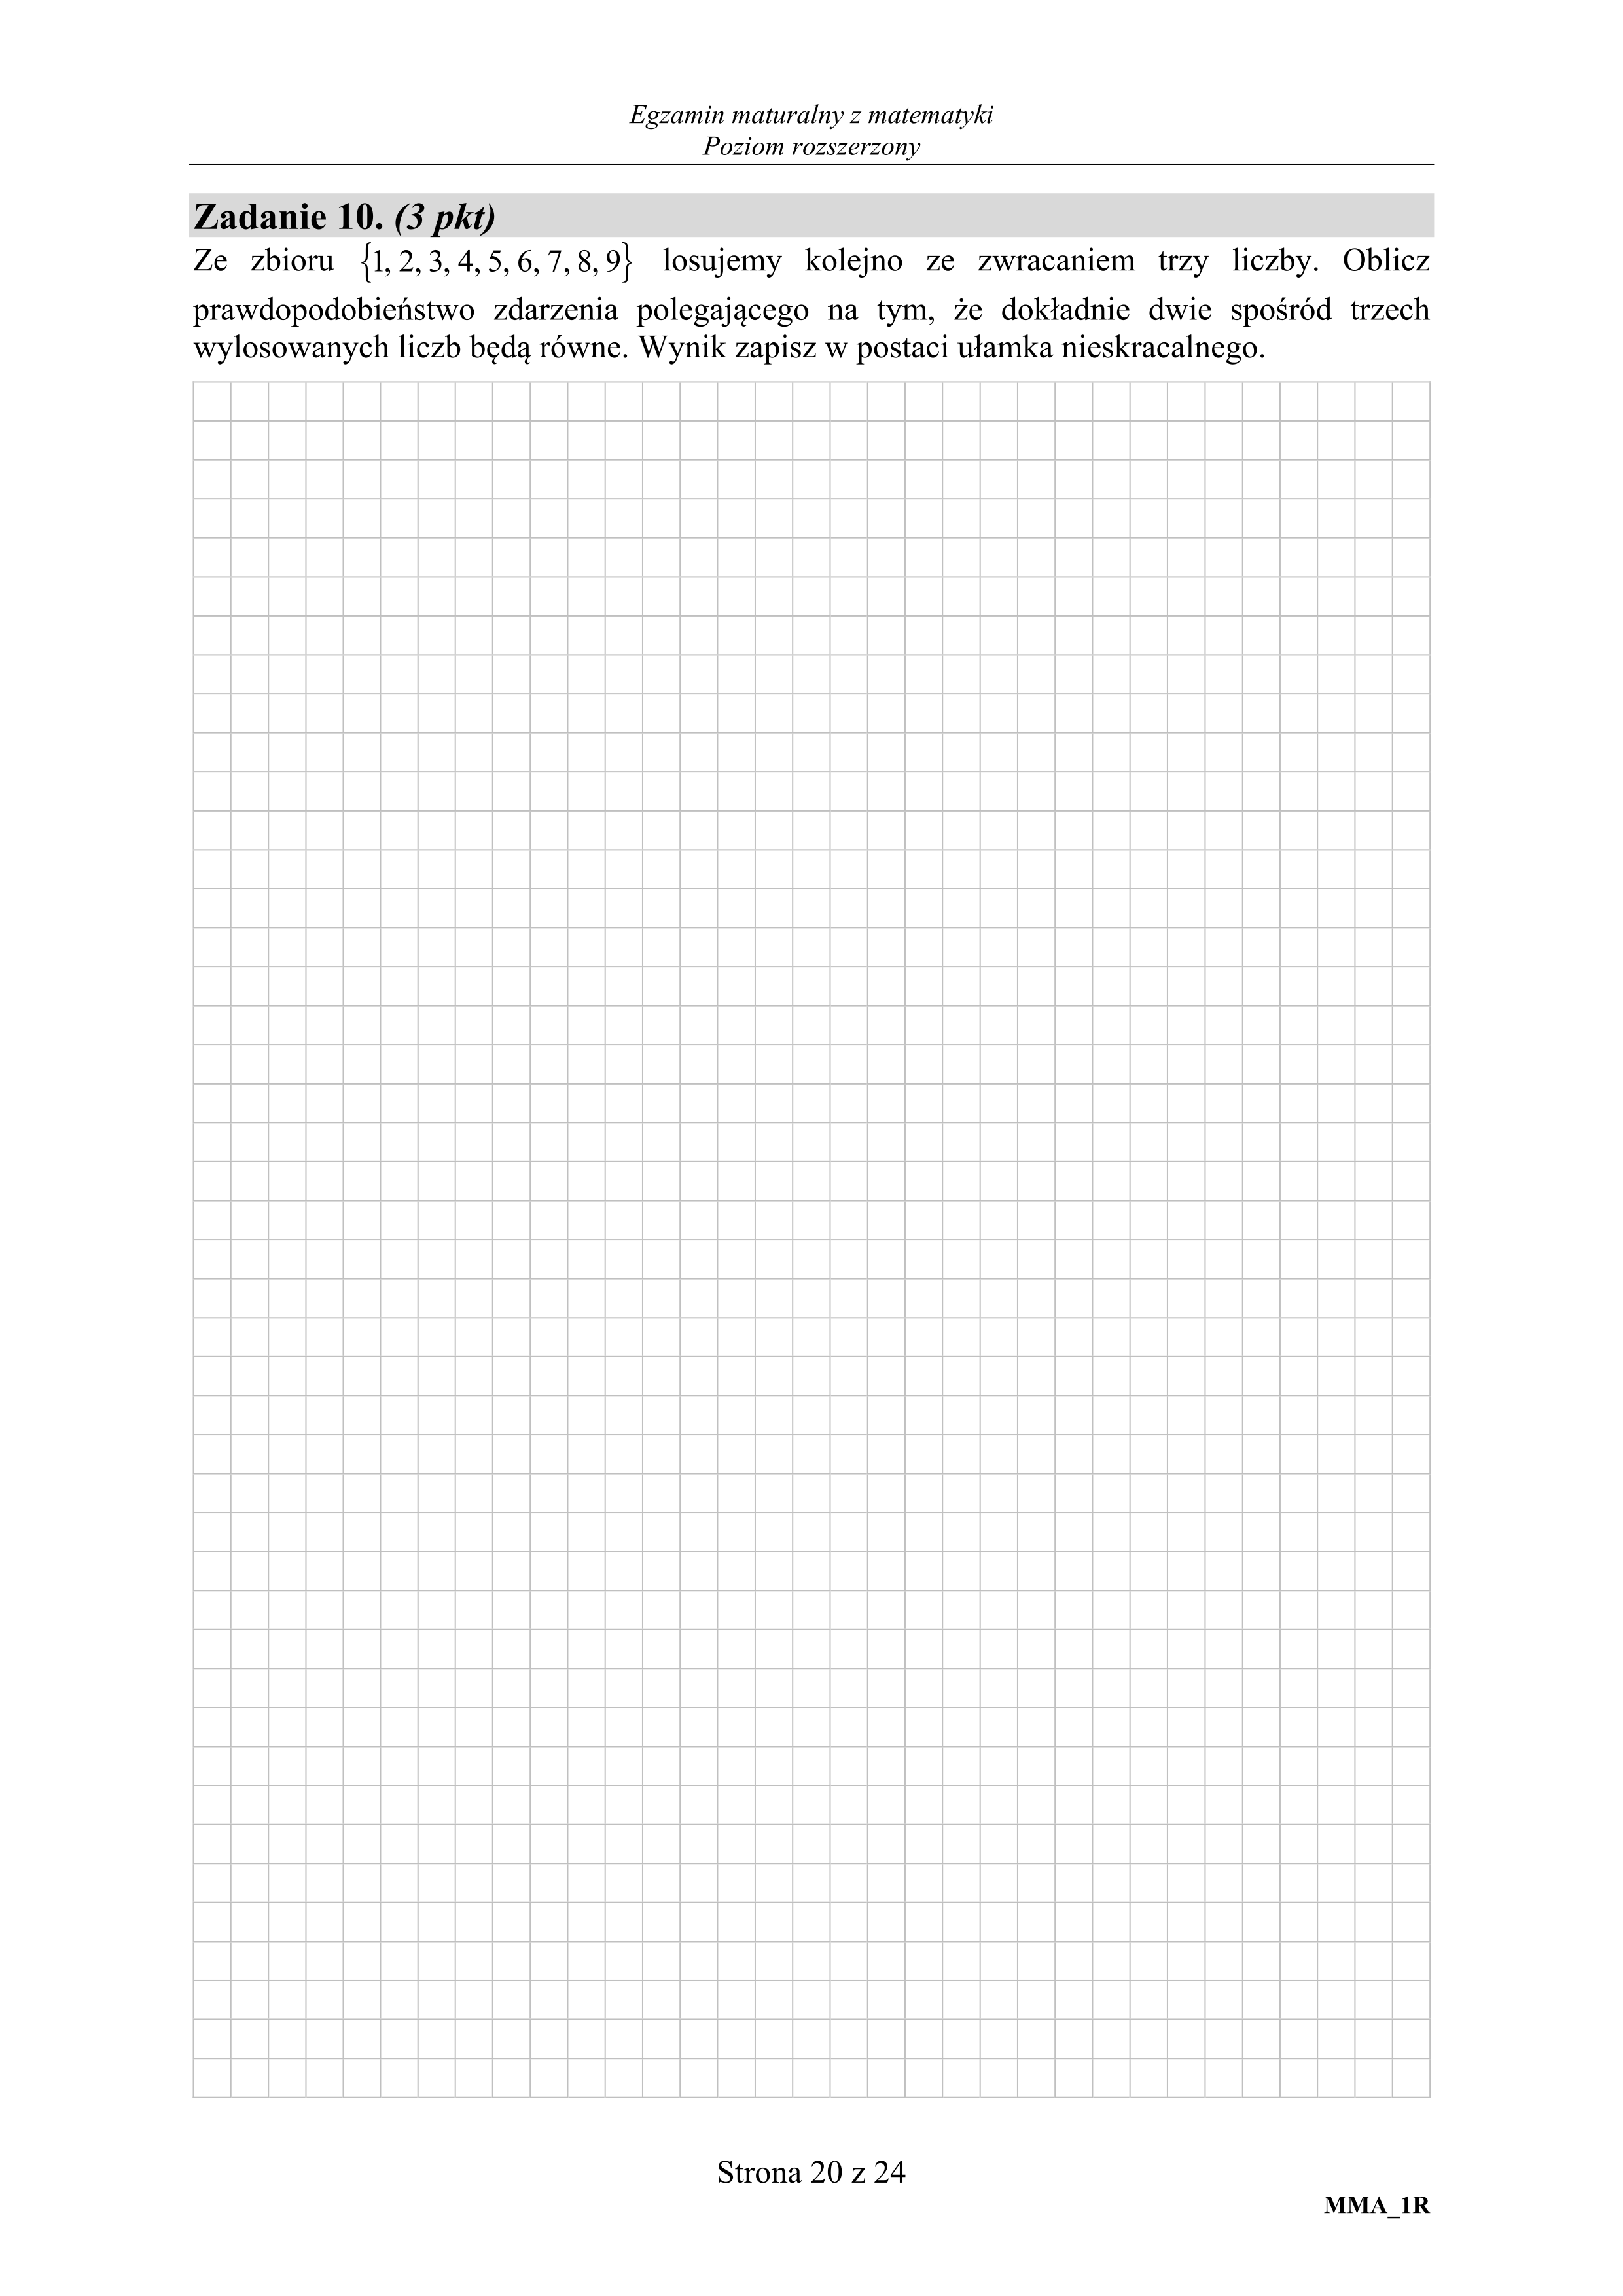 Egzamin maturalny z matematyki
Poziom rozszerzony
Zadanie 10. (3 pkt)
Ze zbioru {1, 2, 3, 4, 5, 6, 7, 8, 9} losujemy kolejno ze zwracaniem trzy liczby. Oblicz
prawdopodobieństwo zdarzenia polegającego na tym, że dokładnie dwie spośród trzech
wylosowanych liczb będą równe. Wynik zapisz w postaci ułamka nieskracalnego.
Strona 20 z 24
MMA_1R